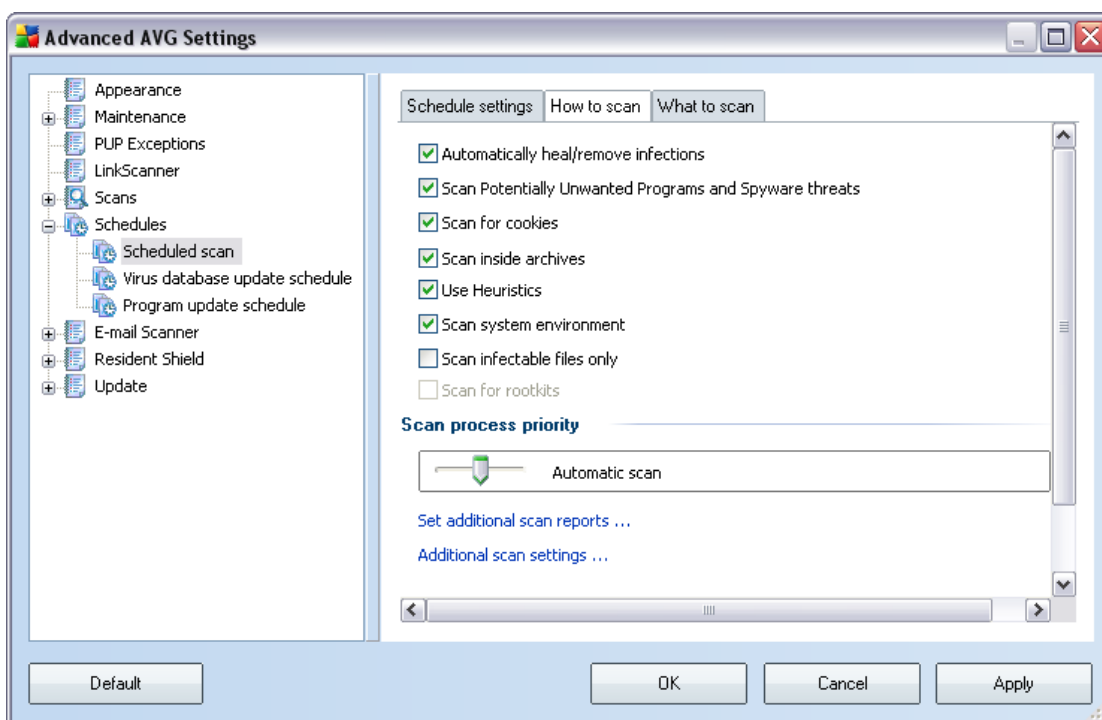 Advanced AVG Settings
Appearance
Maintenance
PUP Exceptions
LinkScanner
Scans
Schedules
Scheduled scan
Virus database update schedule
Program update schedule
E-mail Scanner
Resident Shield
Update
Schedule settings
How to scan
What to scan
Automatically heal/remove infections
Scan Potentially Unwanted Programs and Spyware threats
Scan for cookies
Scan inside archives
Use Heuristics
Scan system environment
Scan infectable files only
Scan for rootkits
Scan process priority
Automatic scan
Set additional scan reports ...
Additional scan settings ...
Default
OK
Cancel
Apply